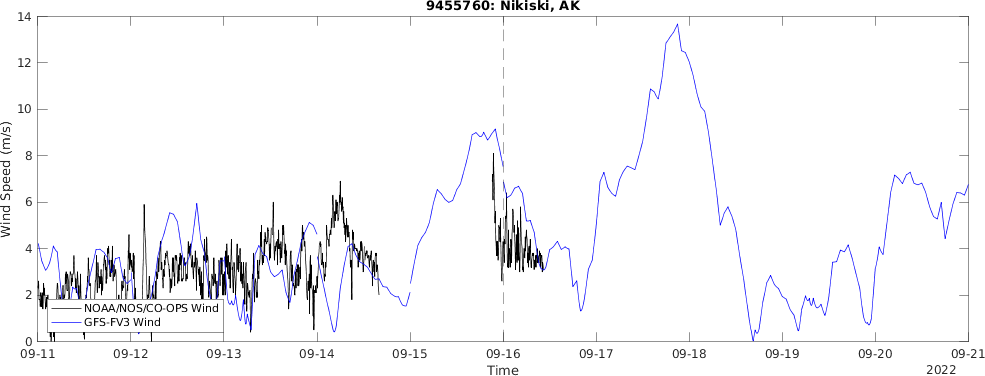 9455760: Nikiski, AK
Wind Speed (m/s)
14
12
10
8
6
4
2
0
NOAA/NOS/CO-OPS Wind
GFS-FV3 Wind
09-11 09-12 09-13 09-14 09-15 09-16 09-17 09-18 09-19 09-20 09-21
Time
2022